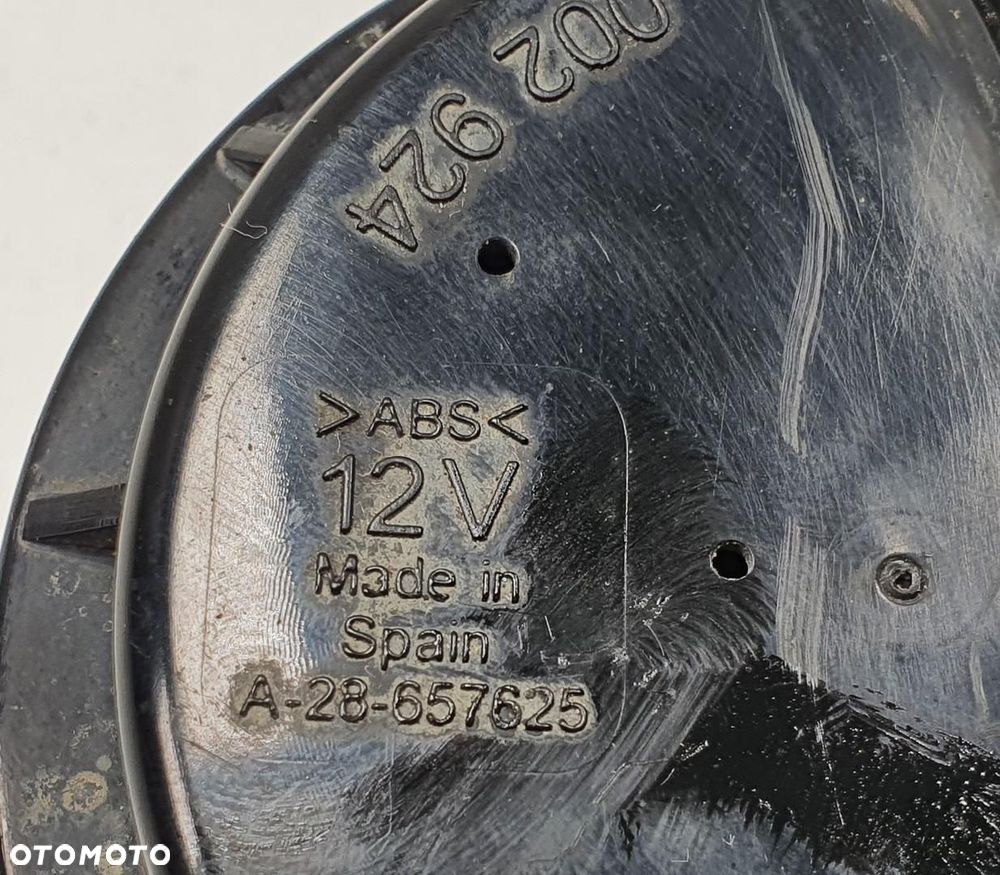 002 924
>ABS<
12V
Made in
Spain
A-28-657625
OTOMOTO